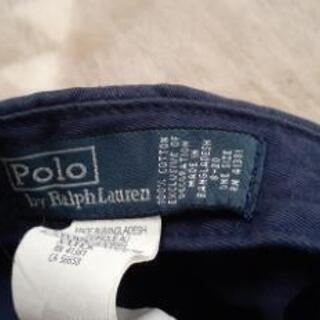 Polo
by Ralph Lauren
100% COTTON
EXCLUSIVE OF
DECORATION
MADE IN
BANGLADESH
8-20
ONE SIZE
RN 41381
MADE IN/BANGLADESH
RN 41381
CA 56658